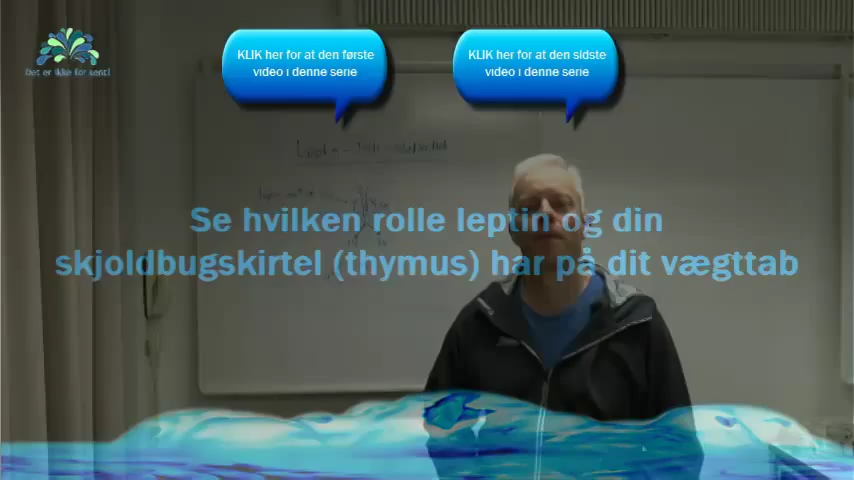 KLIK her for at den første
video i denne serie
KLIK her for at den sidste
video i denne serie
Det er ikke for sent!
Se hvilken rolle leptin og din
skjoldbugskirtel (thymus) har på dit vægttab